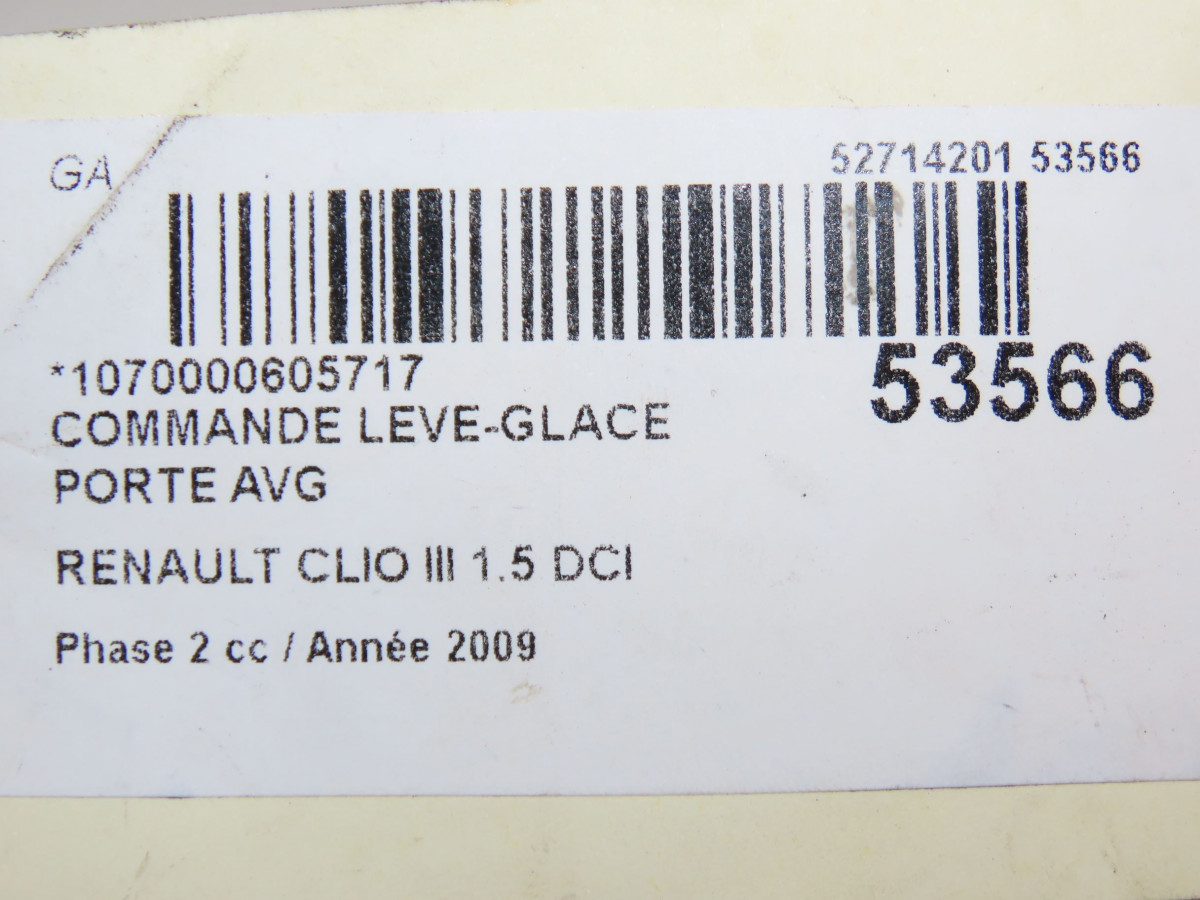 GA 52714201 53566
*1070000605717
53566
COMMANDE LEVE-GLACE
PORTE AVG
RENAULT CLIO III 1.5 DCI
Phase 2 cc / Année 2009